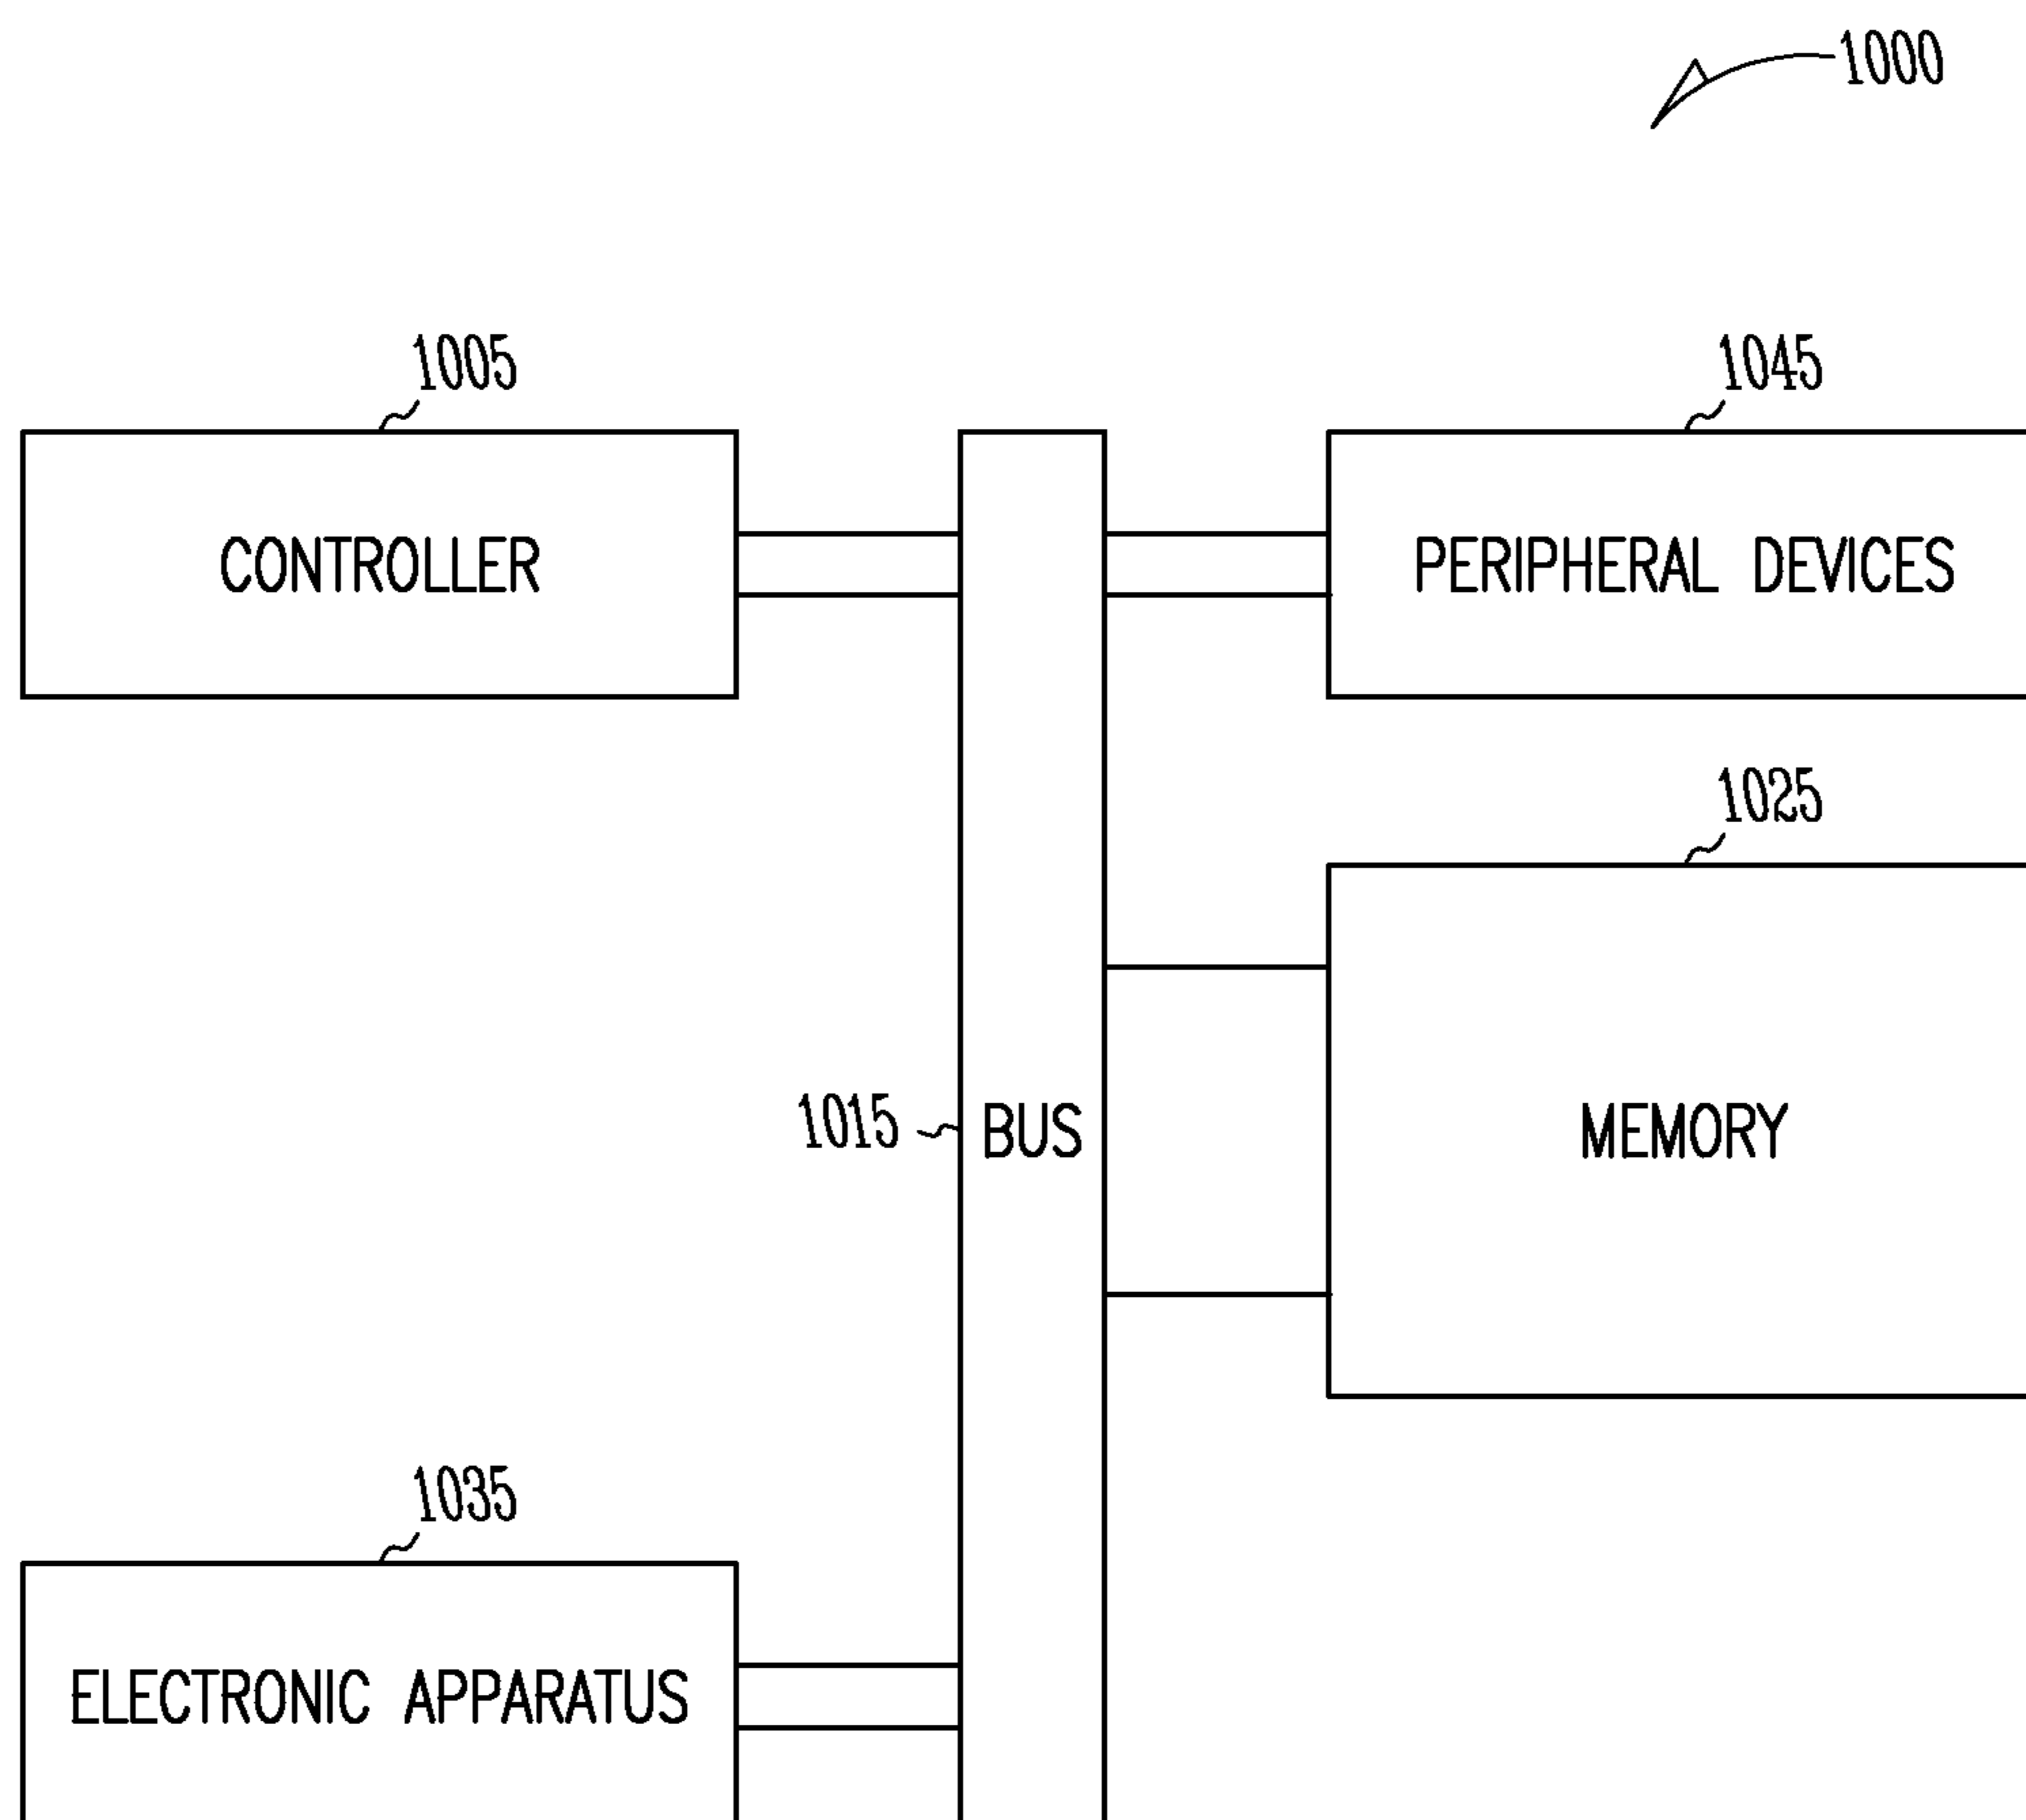 1000
1005
CONTROLLER
1045
PERIPHERAL DEVICES
1025
MEMORY
1015
BUS
1035
ELECTRONIC APPARATUS